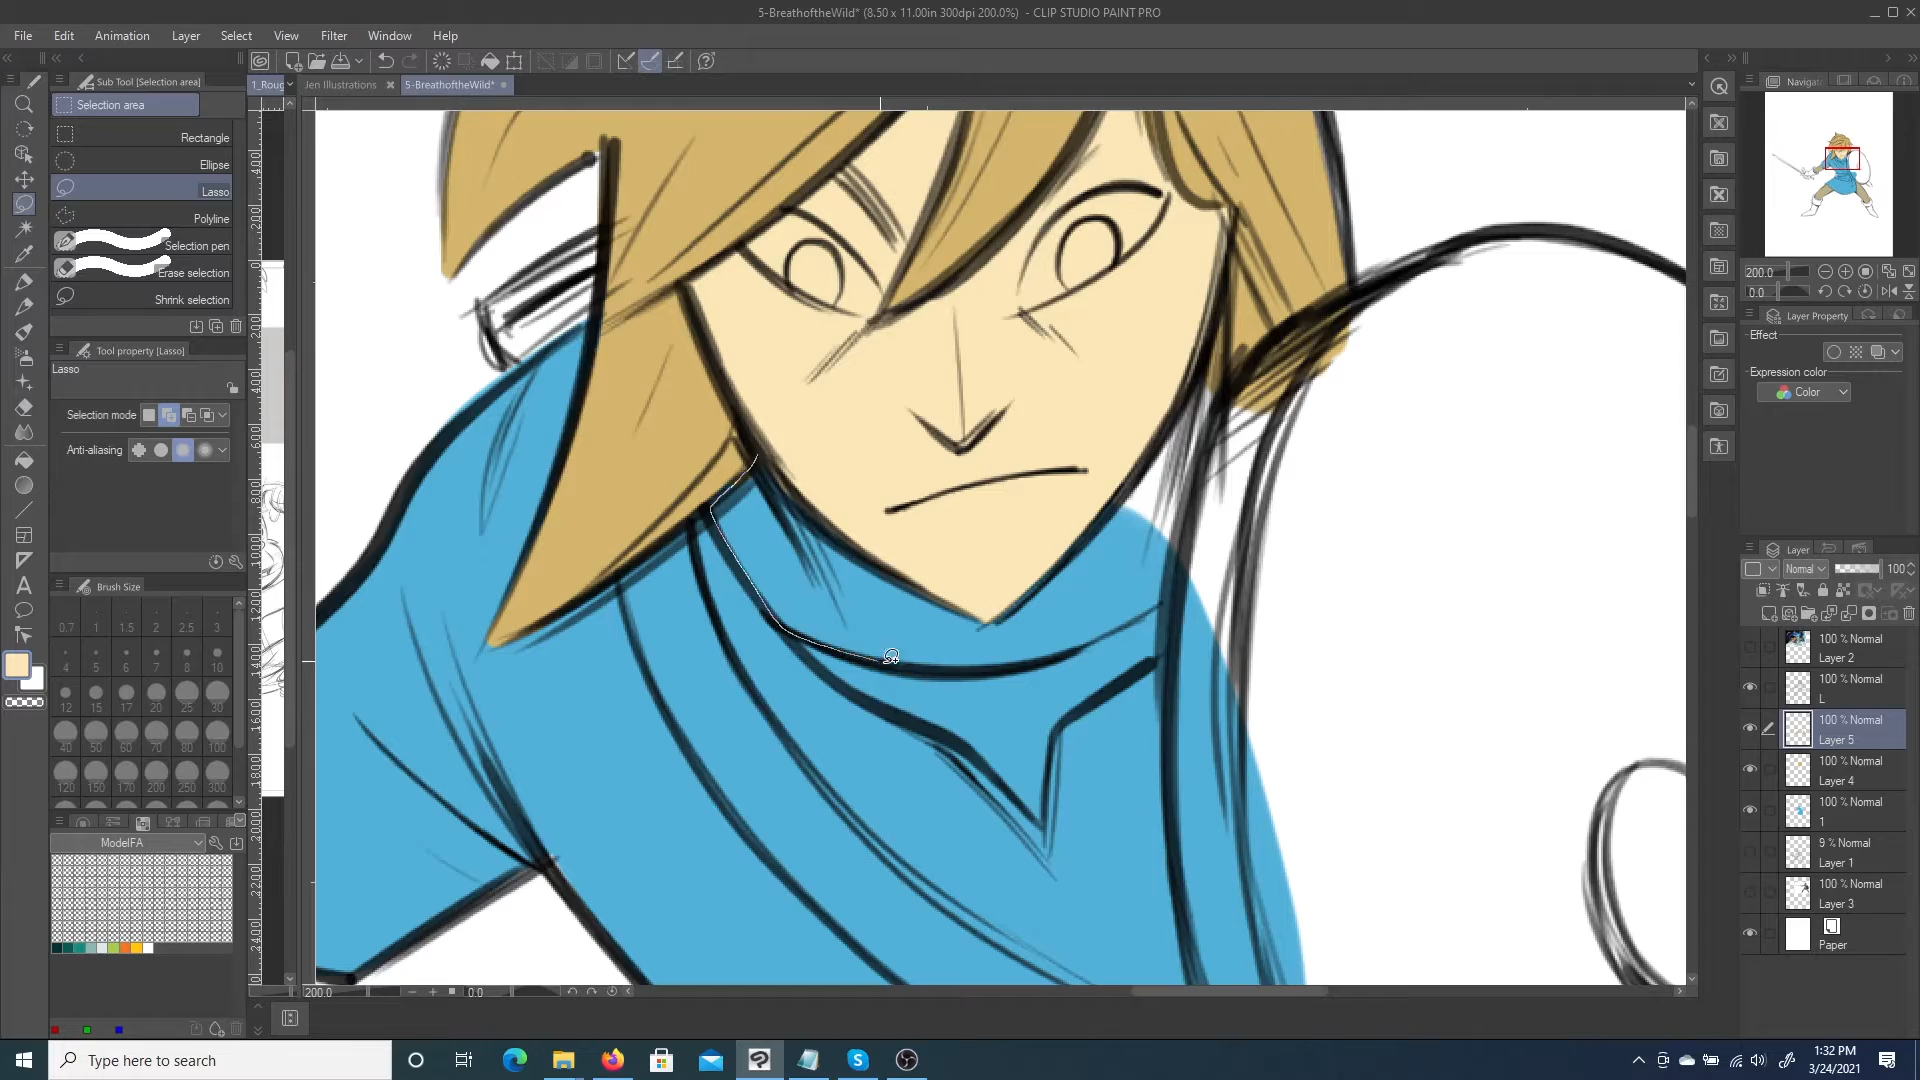 5-BreathoftheWild* (8.50 x 11.00in 300dpi 200.0%) - CLIP STUDIO PAINT PRO
File Edit Animation Layer Select View Filter Window Help
Sub Tool [Selection area]
1_Roug Jen Illustrations 5-BreathoftheWild*
Selection area
Rectangle
Ellipse
Lasso
Polyline
Selection pen
Erase selection
Shrink selection
Tool property [Lasso]
Lasso
Selection mode
Anti-aliasing
Brush Size
0.7 1 1.5 2 2.5 3
4 5 6 7 8 10
12 15 17 20 25 30
40 50 60 70 80 100
120 150 170 200 250 300
ModelFA
200.0 0.0
Navigat
200.0
0.0
Layer Property
Effect
Expression color
Color
Layer
Normal 100
100 % Normal
Layer 2
100 % Normal
L
100 % Normal
Layer 5
100 % Normal
Layer 4
100 % Normal
1
9 % Normal
Layer 1
100 % Normal
Layer 3
Paper
Type here to search
1:32 PM
3/24/2021